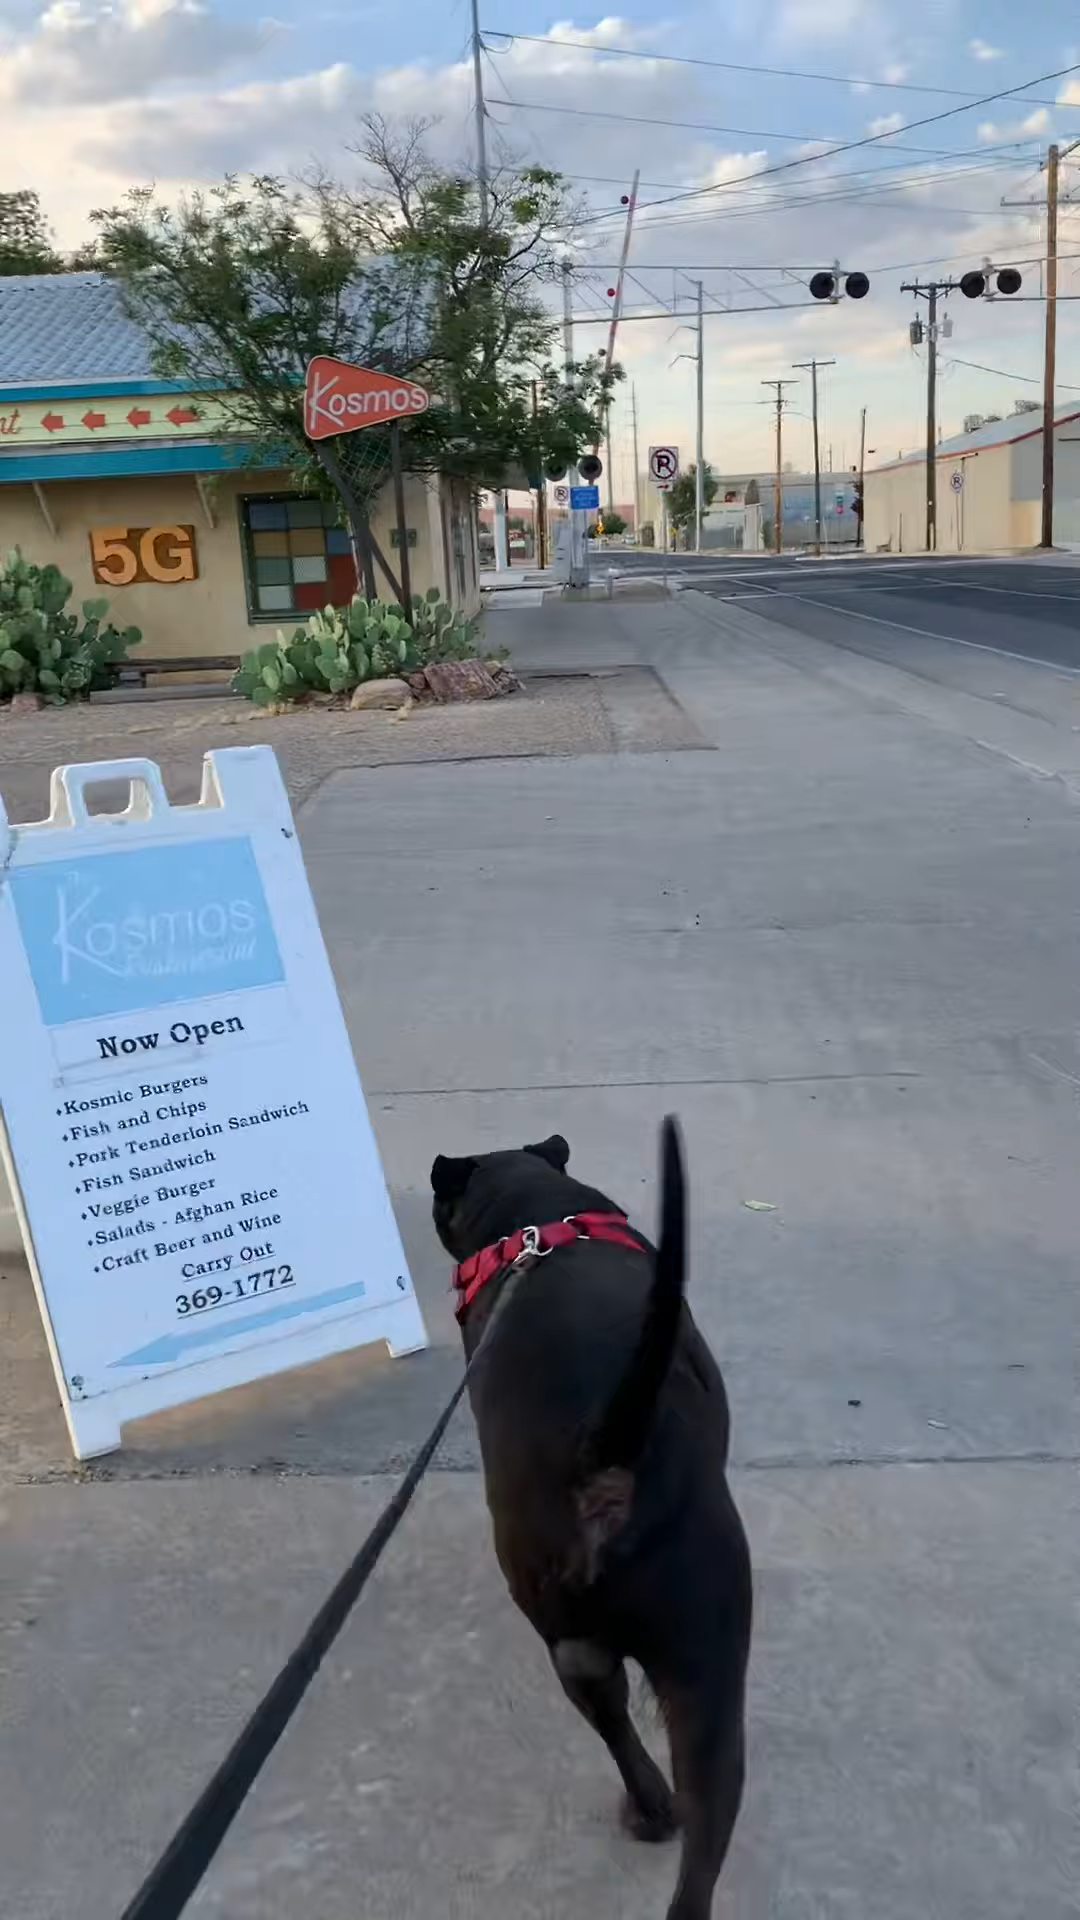 nt
Kosmos
5G
Kosmos
Restaurant
Now Open
Kosmic Burgers
Fish and Chips
Pork Tenderloin Sandwich
Fish Sandwich
Veggie Burger
Salads - Afghan Rice
Craft Beer and Wine
Carry Out
369-1772